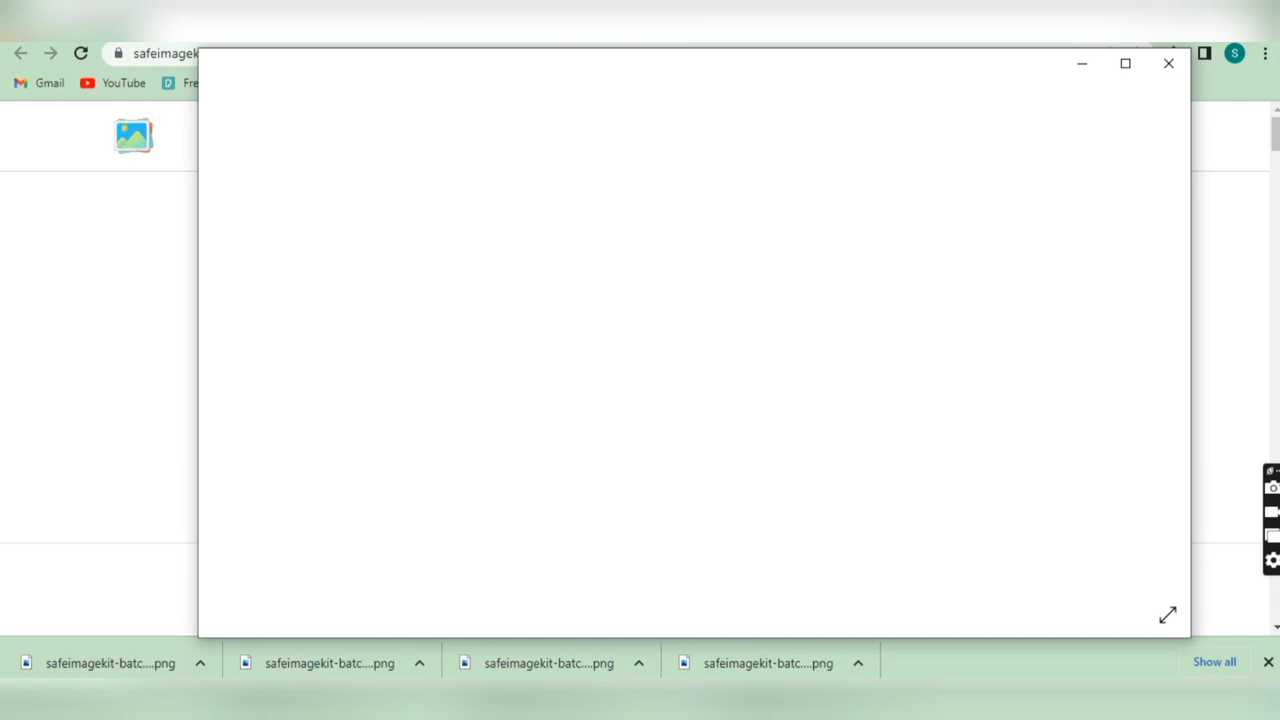 safeimagek
S
Gmail
YouTube
Fre
safeimagekit-batc....png
safeimagekit-batc....png
safeimagekit-batc....png
safeimagekit-batc....png
Show all